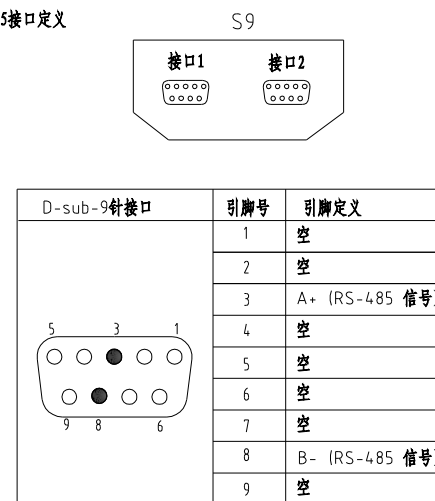 5接口定义
S9
接口1 接口2
D-sub-9针接口 引脚号 引脚定义
1 空
2 空
3 A+ (RS-485 信号)
4 空
5 空
6 空
7 空
8 B- (RS-485 信号)
9 空
5 3 1
9 8 6